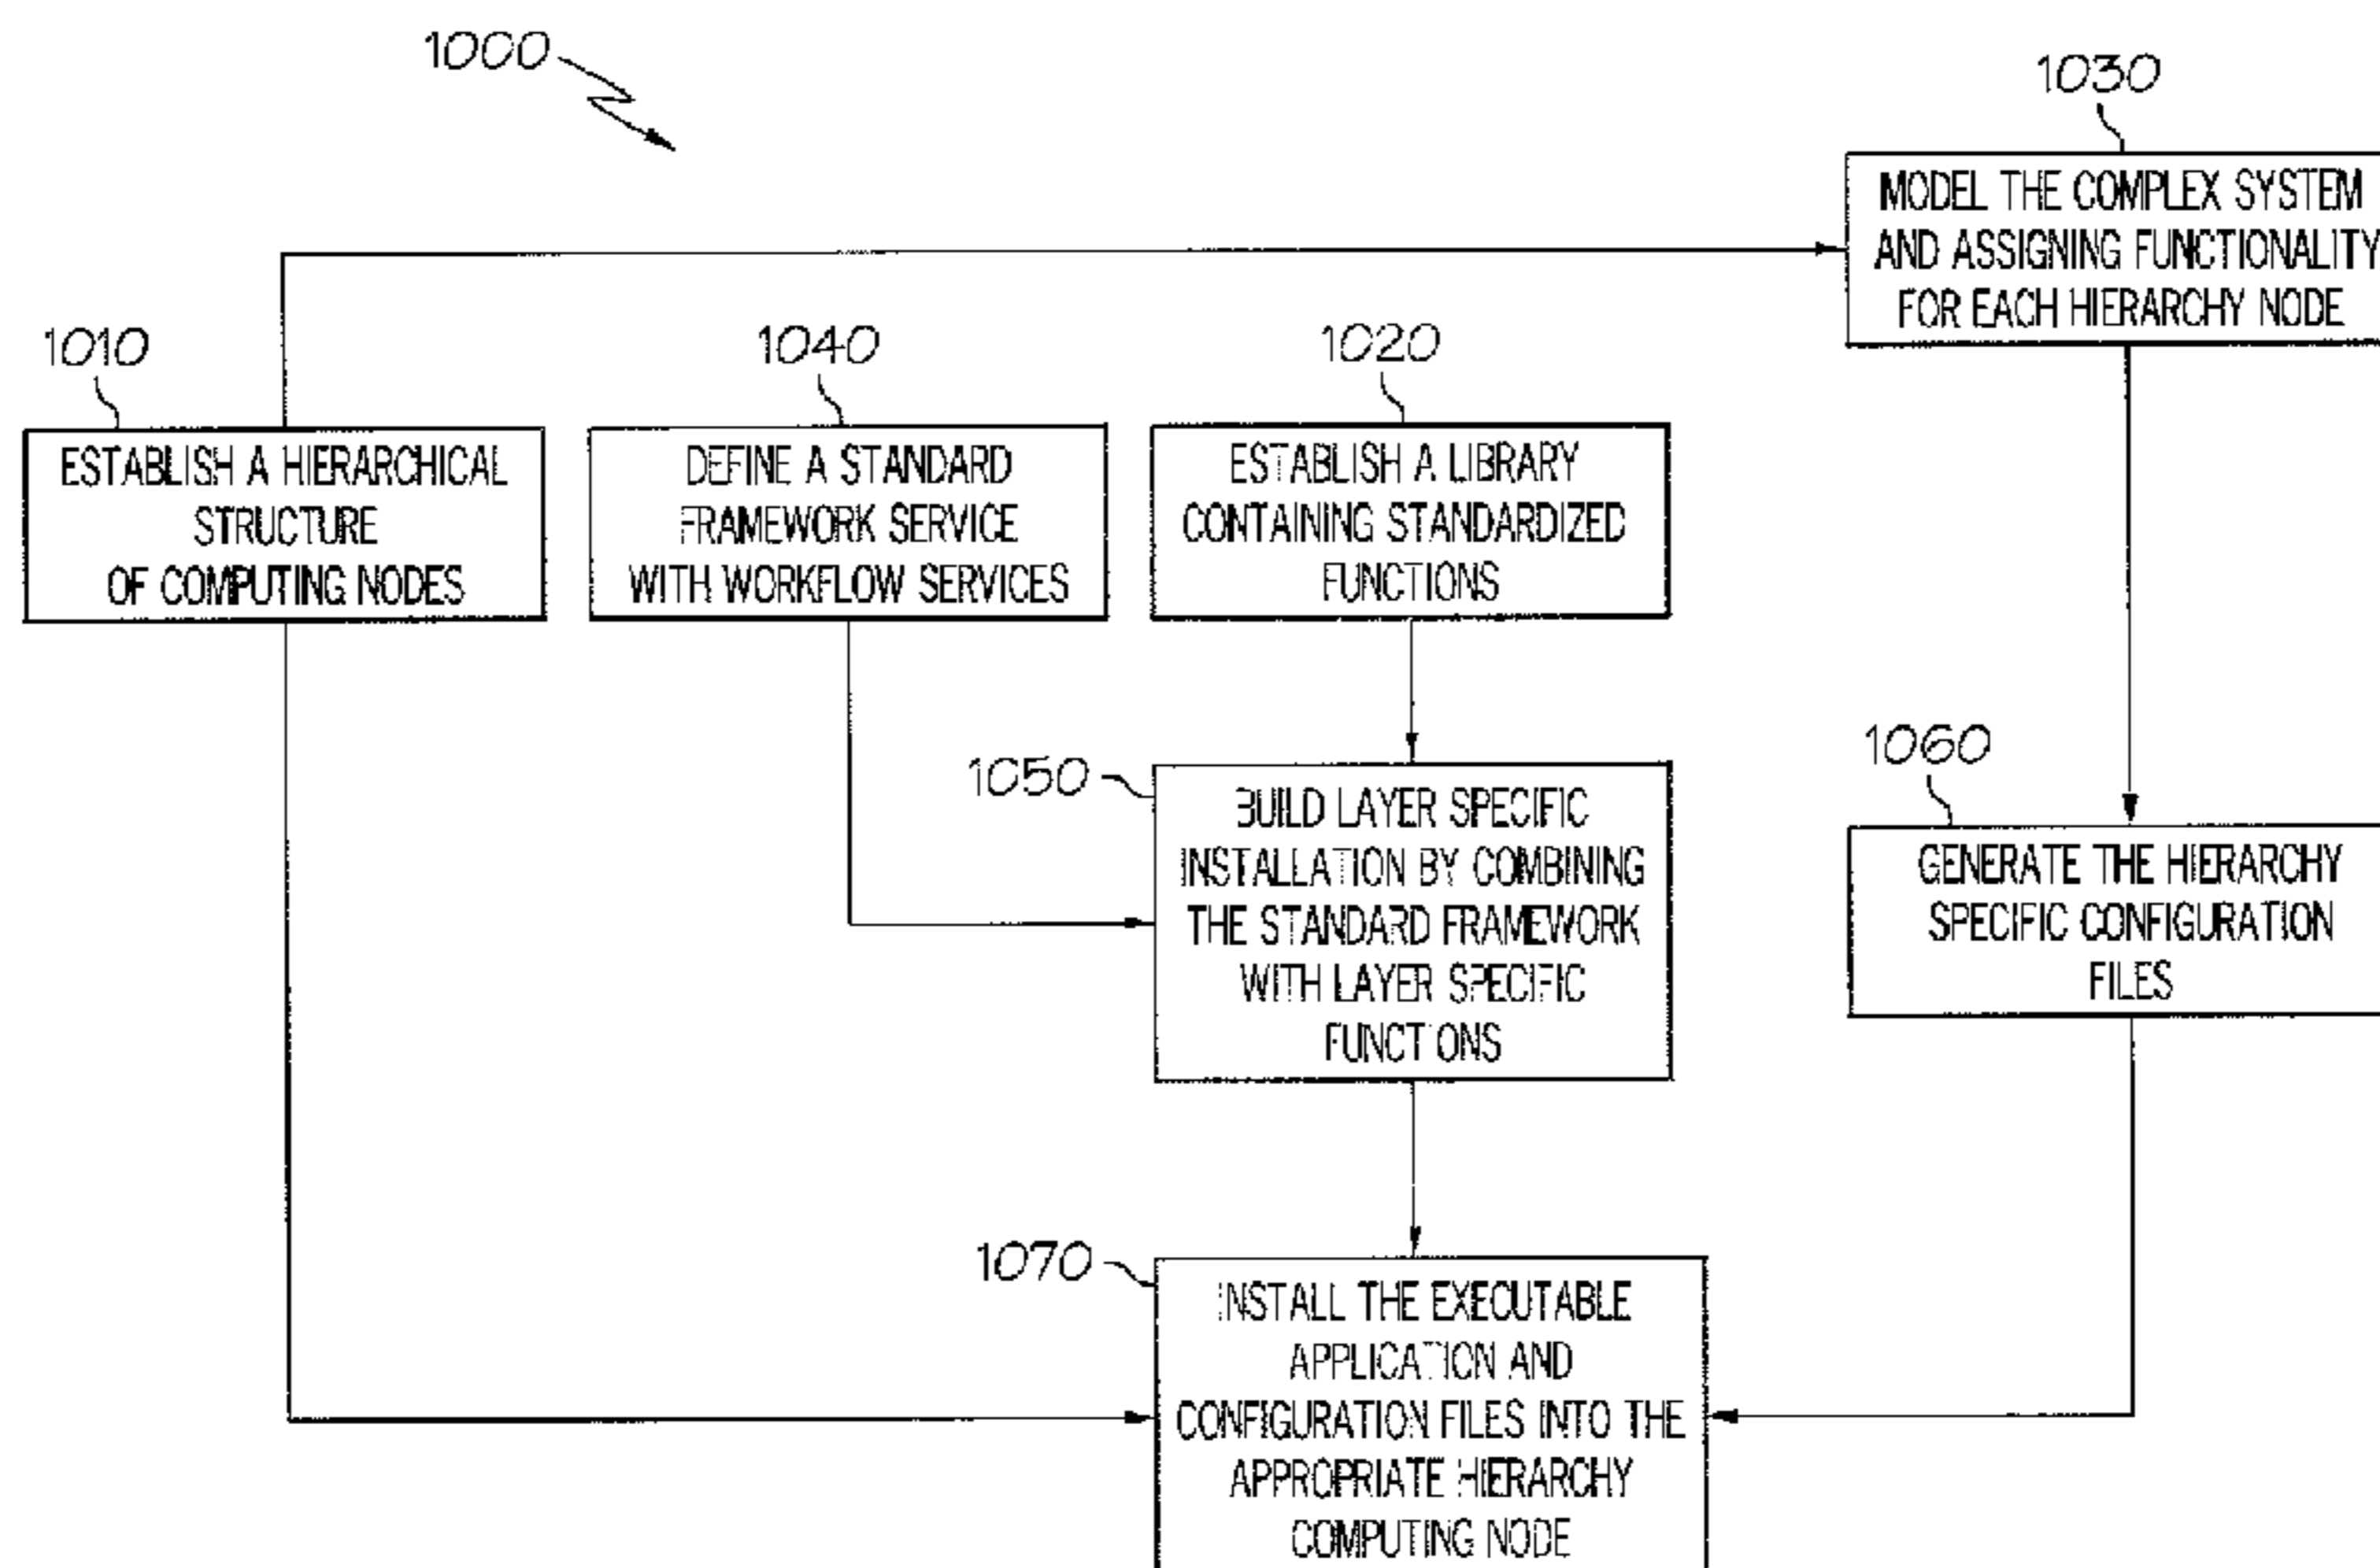 1000
1030
MODEL THE COMPLEX SYSTEM
AND ASSIGNING FUNCTIONALITY
FOR EACH HIERARCHY NODE
1010
1040
1020
ESTABLISH A HIERARCHICAL
STRUCTURE
OF COMPUTING NODES
DEFINE A STANDARD
FRAMEWORK SERVICE
WITH WORKFLOW SERVICES
ESTABLISH A LIBRARY
CONTAINING STANDARDIZED
FUNCTIONS
1050
BUILD LAYER SPECIFIC
INSTALLATION BY COMBINING
THE STANDARD FRAMEWORK
WITH LAYER SPECIFIC
FUNCTIONS
1060
GENERATE THE HIERARCHY
SPECIFIC CONFIGURATION
FILES
1070
INSTALL THE EXECUTABLE
APPLICATION AND
CONFIGURATION FILES INTO THE
APPROPRIATE HIERARCHY
COMPUTING NODE